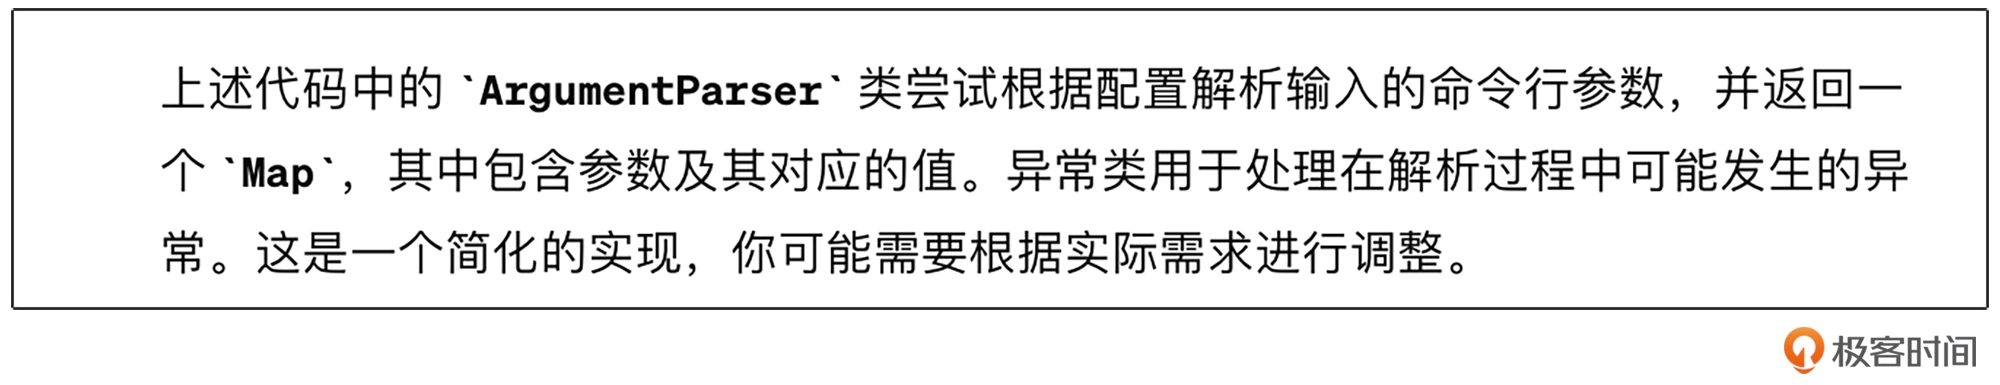 上述代码中的 `ArgumentParser` 类尝试根据配置解析输入的命令行参数，并返回一
个 `Map`，其中包含参数及其对应的值。异常类用于处理在解析过程中可能发生的异
常。这是一个简化的实现，你可能需要根据实际需求进行调整。
极客时间